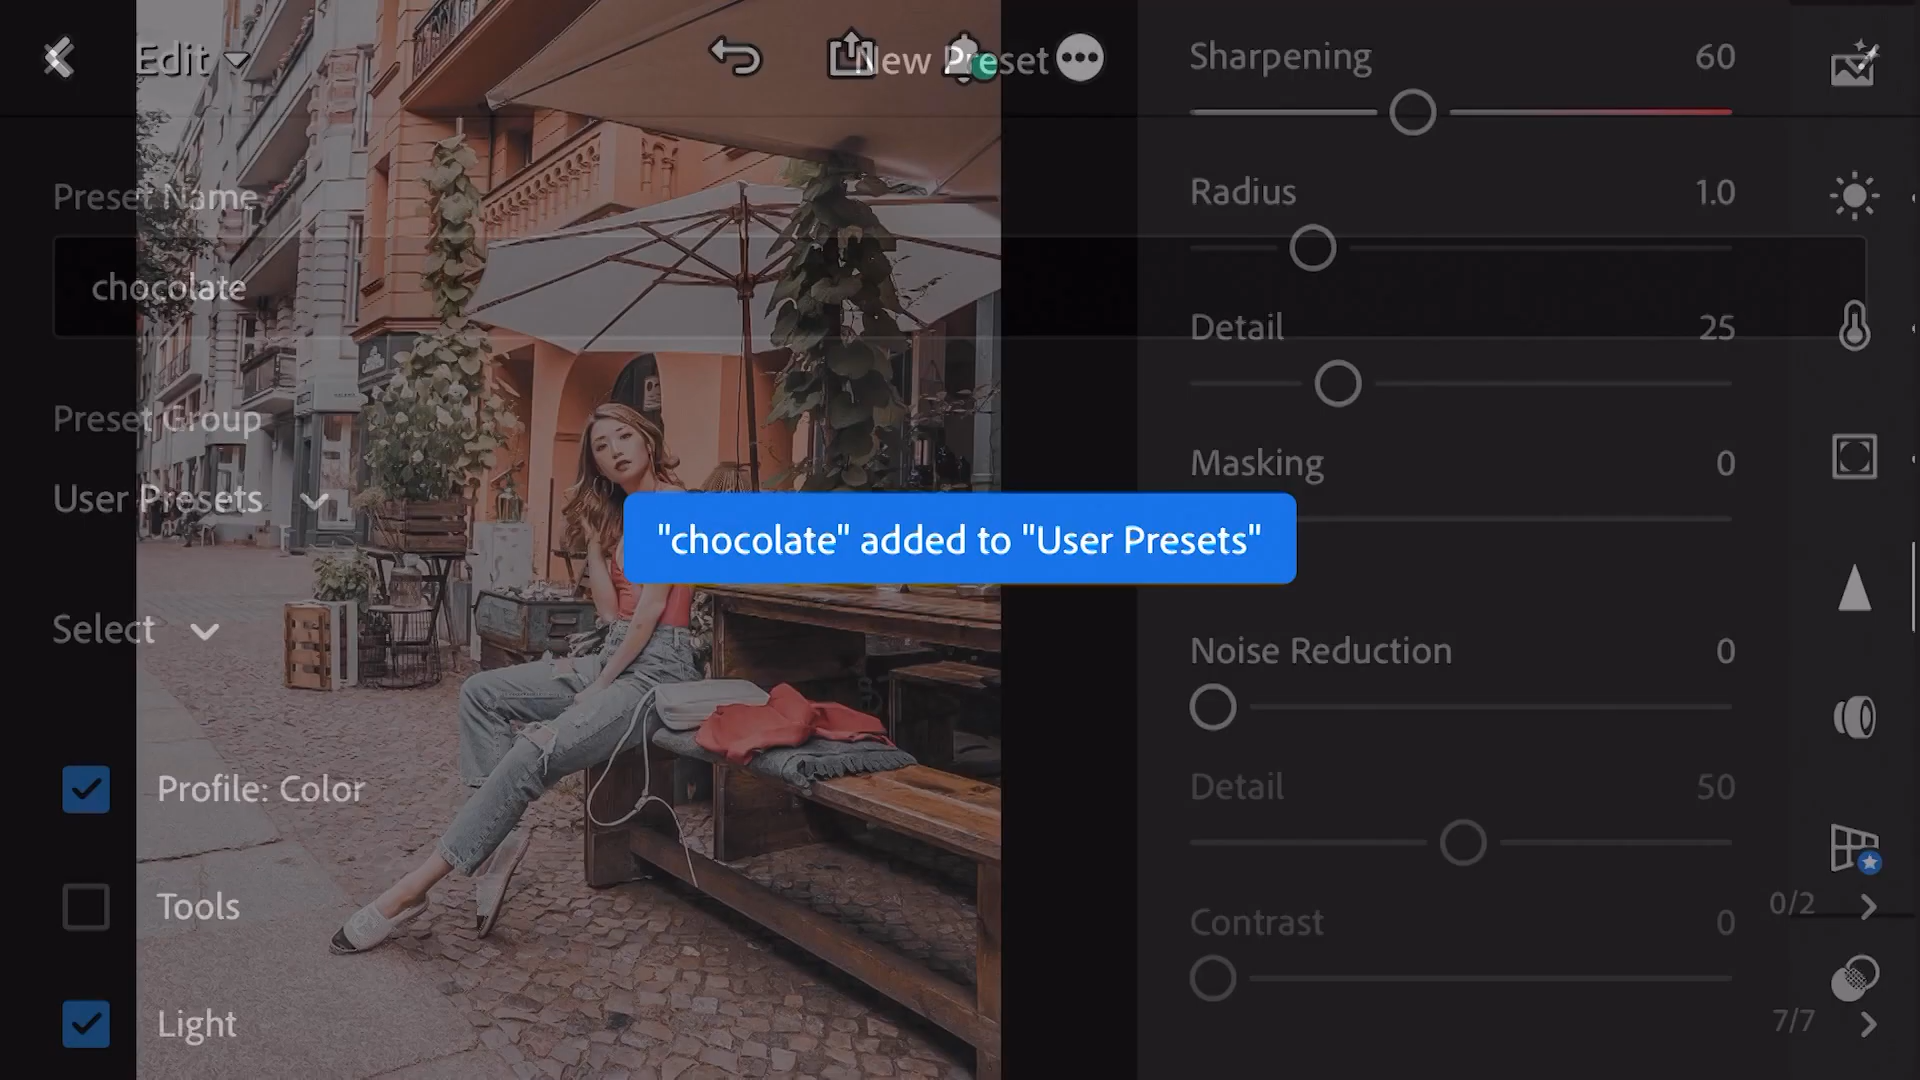 Edit
New Preset
Sharpening 60
Preset Name
Radius 1.0
chocolate
Detail 25
Preset Group
Masking 0
User Presets
"chocolate" added to "User Presets"
Select
Noise Reduction 0
Profile: Color
Detail 50
Tools 0/2
Contrast 0
Light 7/7